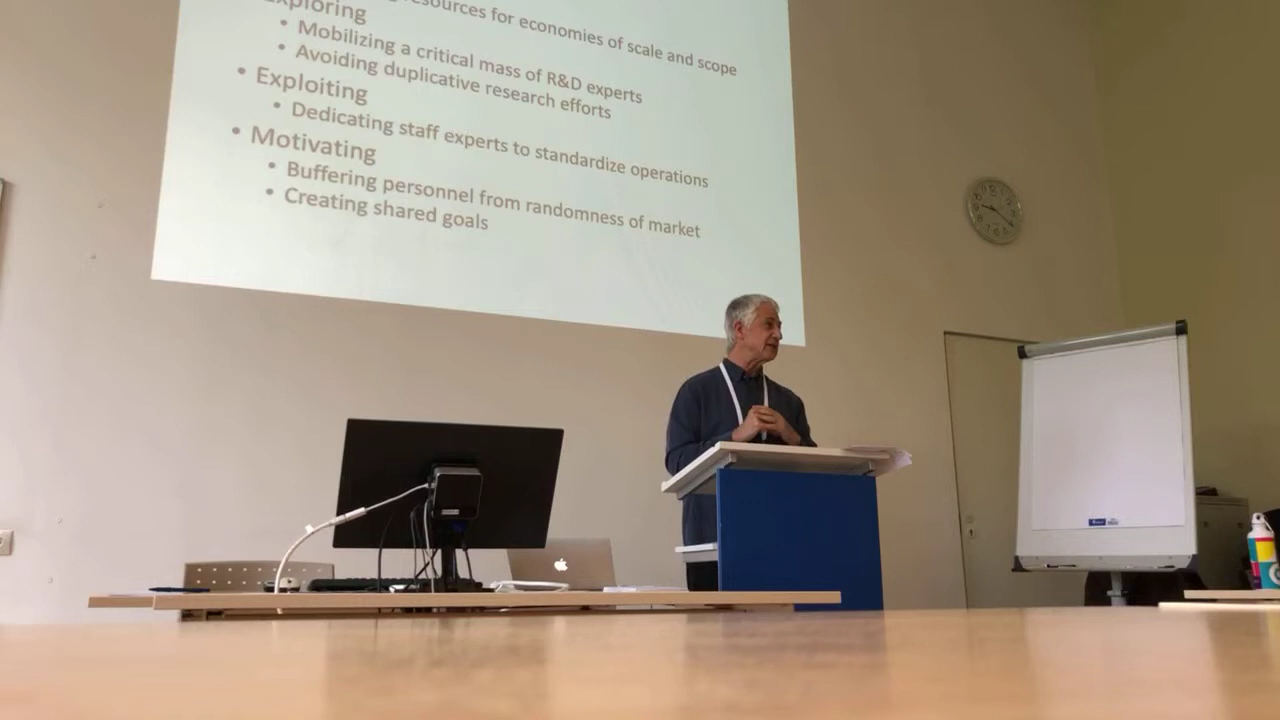 resources for economies of scale and scope
Exploring
• Mobilizing a critical mass of R&D experts
• Avoiding duplicative research efforts
• Exploiting
• Dedicating staff experts to standardize operations
• Motivating
• Buffering personnel from randomness of market
• Creating shared goals